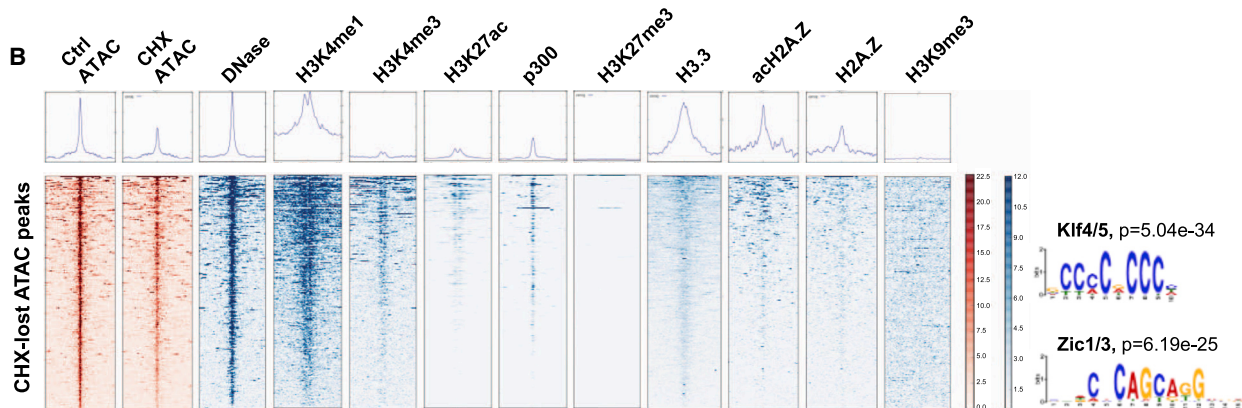 B
Ctrl ATAC
CHX ATAC
DNase
H3K4me1
H3K4me3
H3K27ac
p300
H3K27me3
H3.3
acH2A.Z
H2A.Z
H3K9me3
CHX-lost ATAC peaks
22.5
20.0
17.5
15.0
12.5
10.0
7.5
5.0
2.5
0.0
12.0
10.5
9.0
7.5
6.0
4.5
3.0
1.5
Klf4/5, p=5.04e-34
CCCC CCC
Zic1/3, p=6.19e-25
C CAGCAGG